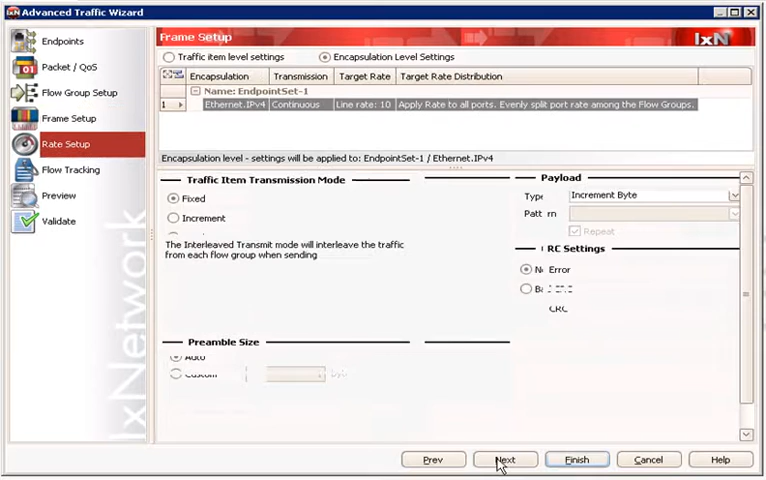 IxN Advanced Traffic Wizard
Endpoints
Packet / QoS
Flow Group Setup
Frame Setup
Rate Setup
Flow Tracking
Preview
Validate
IxNetwork
Frame Setup
IxN
Traffic item level settings
Encapsulation Level Settings
Encapsulation Transmission Target Rate Target Rate Distribution
Name: EndpointSet-1
1 Ethernet.IPv4 Continuous Line rate: 10 Apply Rate to all ports. Evenly split port rate among the Flow Groups.
Encapsulation level - settings will be applied to: EndpointSet-1 / Ethernet.IPv4
Traffic Item Transmission Mode
Fixed
Increment
The Interleaved Transmit mode will interleave the traffic
from each flow group when sending
Preamble Size
Auto
Custom
Payload
Type Increment Byte
Repeat
RC Settings
Error
CRC
Prev Next Finish Cancel Help